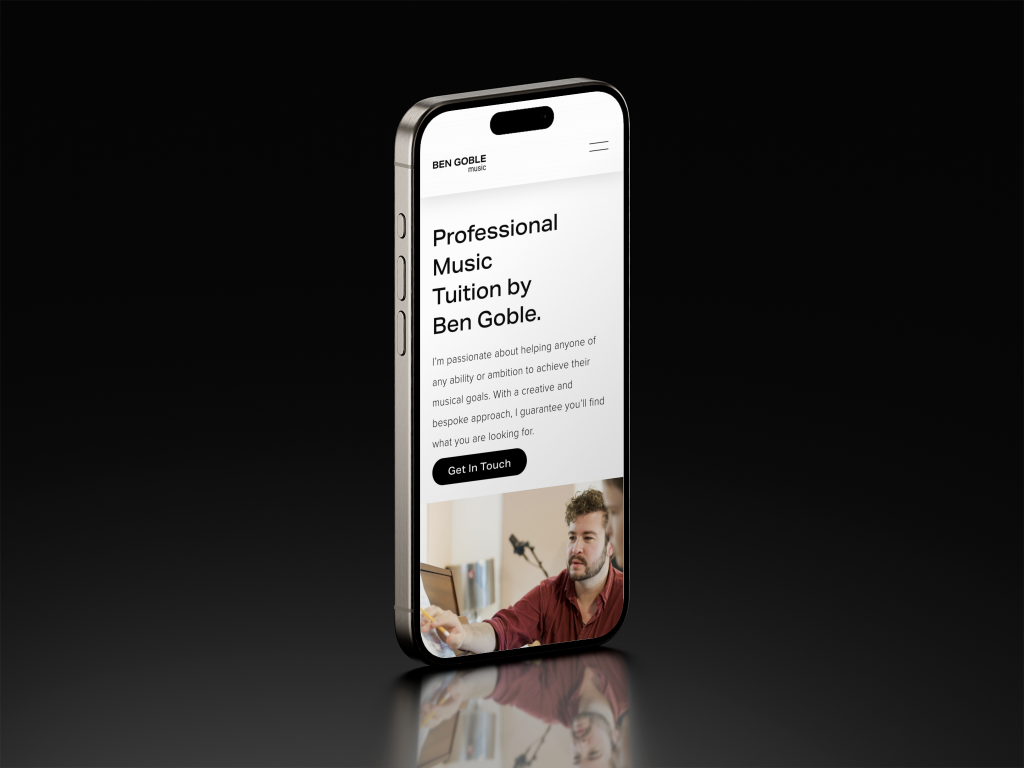 BEN GOBLE
music
Professional
Music
Tuition by
Ben Goble.
I'm passionate about helping anyone of
any ability or ambition to achieve their
musical goals. With a creative and
bespoke approach, I guarantee you'll find
what you are looking for.
Get In Touch